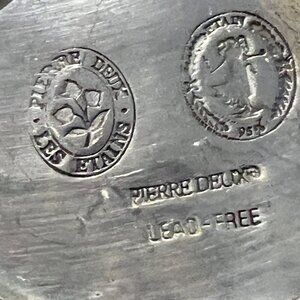 PIERRE DEUX
LES ETAINS
95%
PIERRE DEUX®
LEAD-FREE